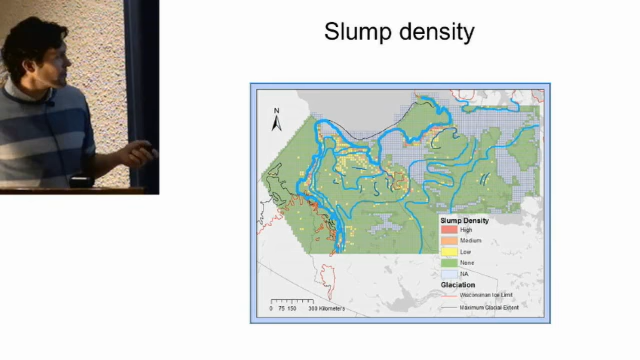 Slump density
N
Slump Density
High
Medium
Low
None
NA
Glaciation
Wisconsinan Ice Limit
Maximum Glacial Extent
0 75 150 300 Kilometers